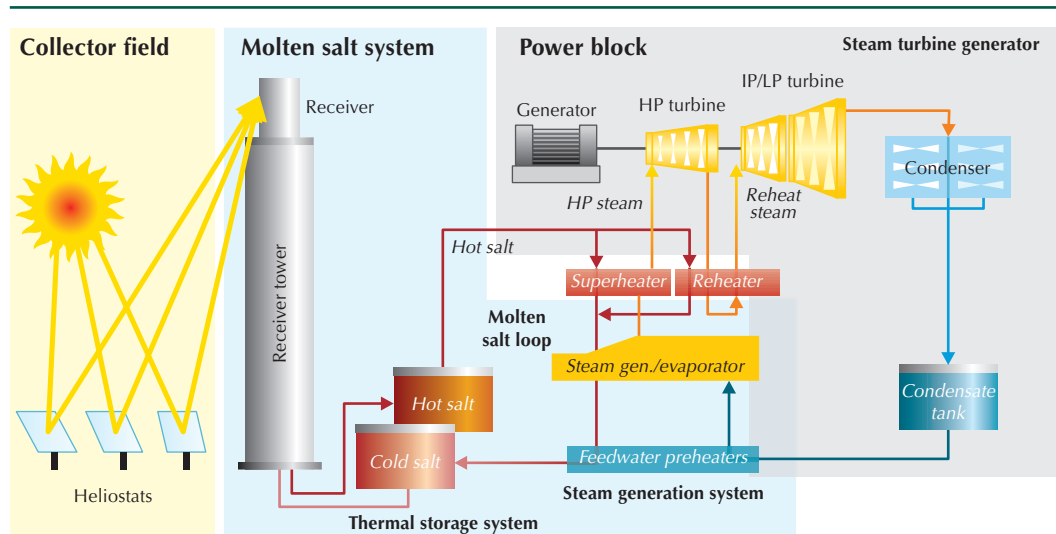 Collector field
Molten salt system
Power block
Steam turbine generator
IP/LP turbine
HP turbine
Generator
Receiver
Condenser
HP steam
Reheat
steam
Hot salt
Superheater
Reheater
Receiver tower
Molten
salt loop
Steam gen./evaporator
Hot salt
Condensate
tank
Cold salt
Feedwater preheaters
Heliostats
Steam generation system
Thermal storage system